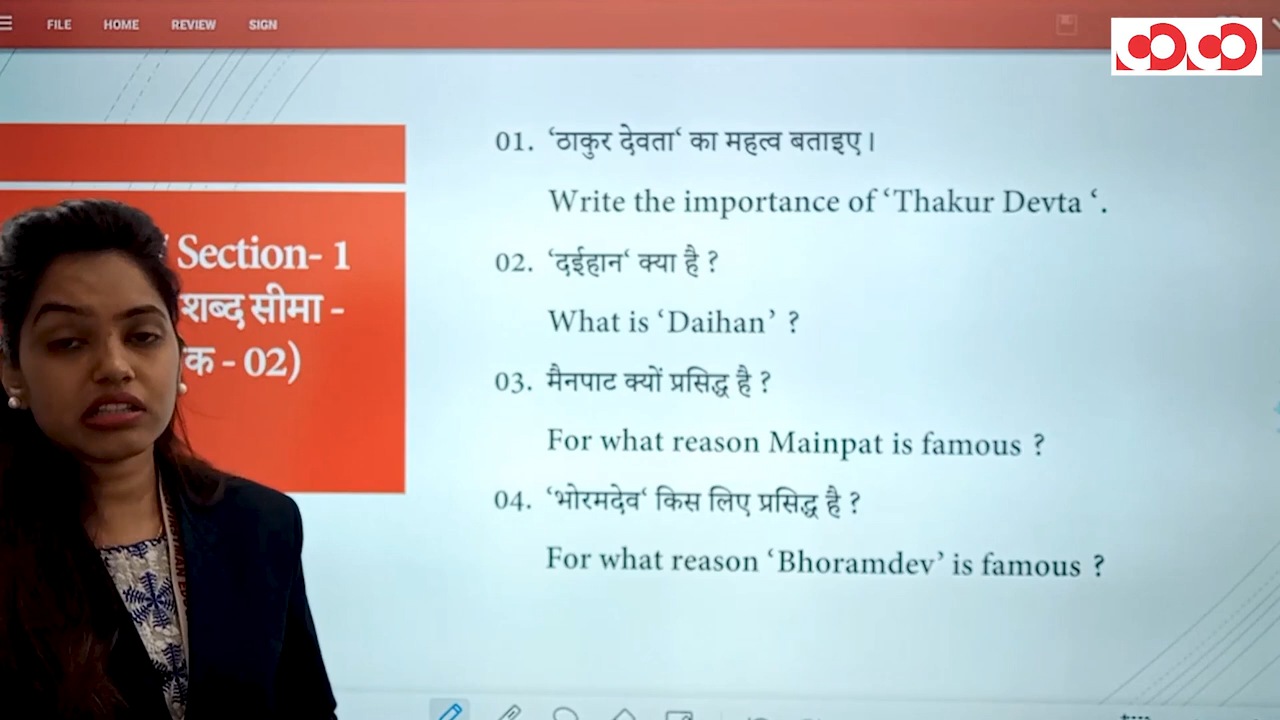 FILE HOME REVIEW SIGN
01. ‘ठाकुर देवता‘ का महत्व बताइए।
Write the importance of ‘Thakur Devta ‘.
02. ‘दईहान‘ क्या है ?
What is ‘Daihan’ ?
03. मैनपाट क्यों प्रसिद्ध है ?
For what reason Mainpat is famous ?
04. ‘भोरमदेव‘ किस लिए प्रसिद्ध है ?
For what reason ‘Bhoramdev’ is famous ?
Section- 1
शब्द सीमा -
- 02)